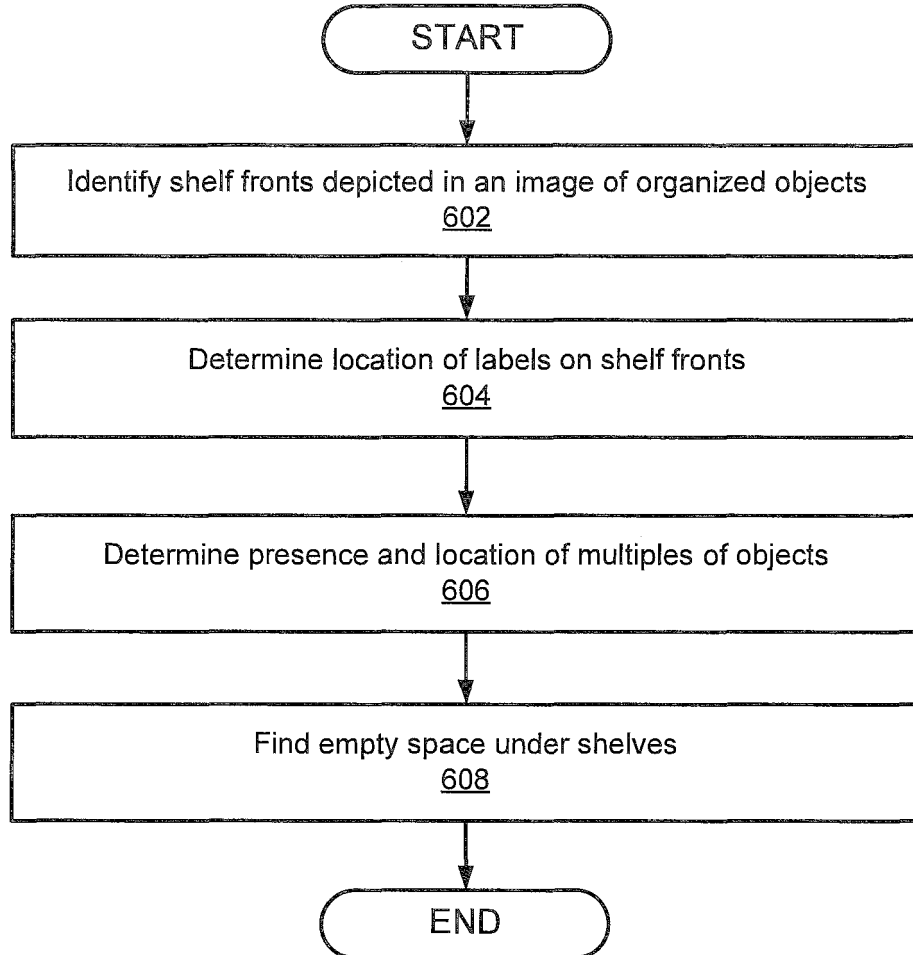 START
Identify shelf fronts depicted in an image of organized objects
602
Determine location of labels on shelf fronts
604
Determine presence and location of multiples of objects
606
Find empty space under shelves
608
END